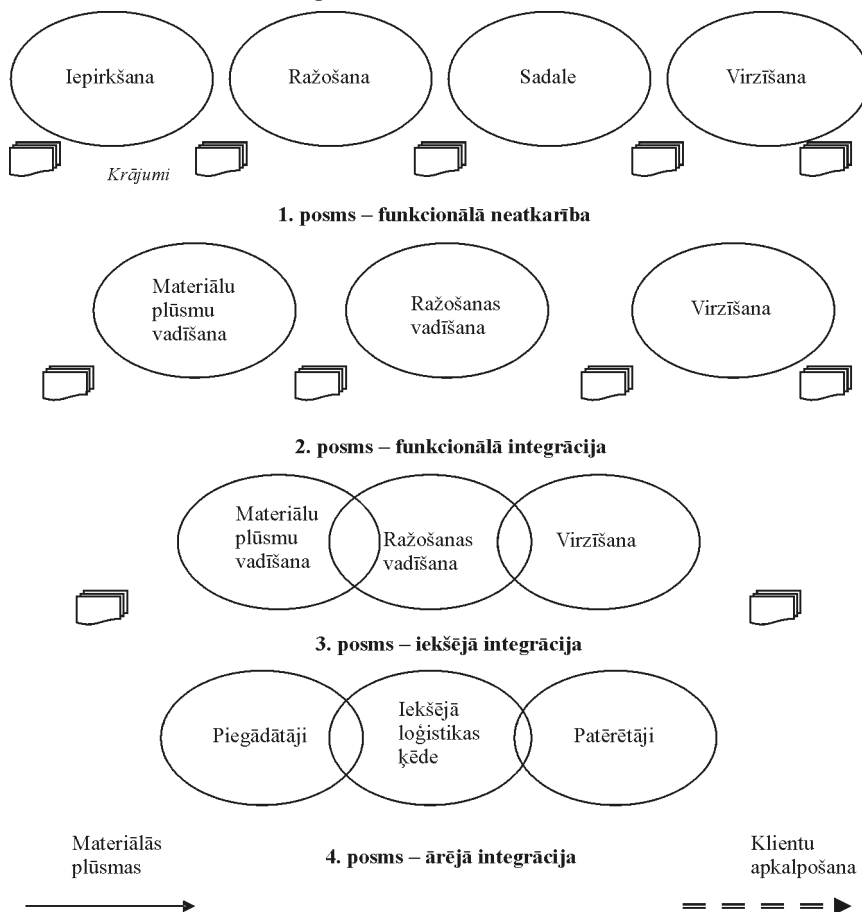 Iepirkšana
Ražošana
Sadale
Virzīšana
Krājumi
1. posms – funkcionālā neatkarība
Materiālu
plūsmu
vadīšana
Ražošanas
vadīšana
Virzīšana
2. posms – funkcionālā integrācija
Materiālu
plūsmu
vadīšana
Ražošanas
vadīšana
Virzīšana
3. posms – iekšējā integrācija
Piegādātāji
Iekšējā
loģistikas
ķēde
Patērētāji
Materiālās
plūsmas
4. posms – ārējā integrācija
Klientu
apkalpošana